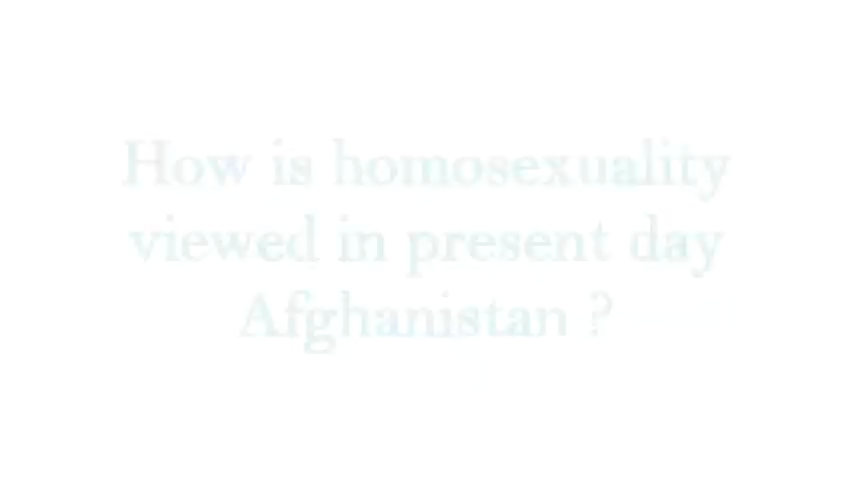 How is homosexuality
viewed in present day
Afghanistan ?